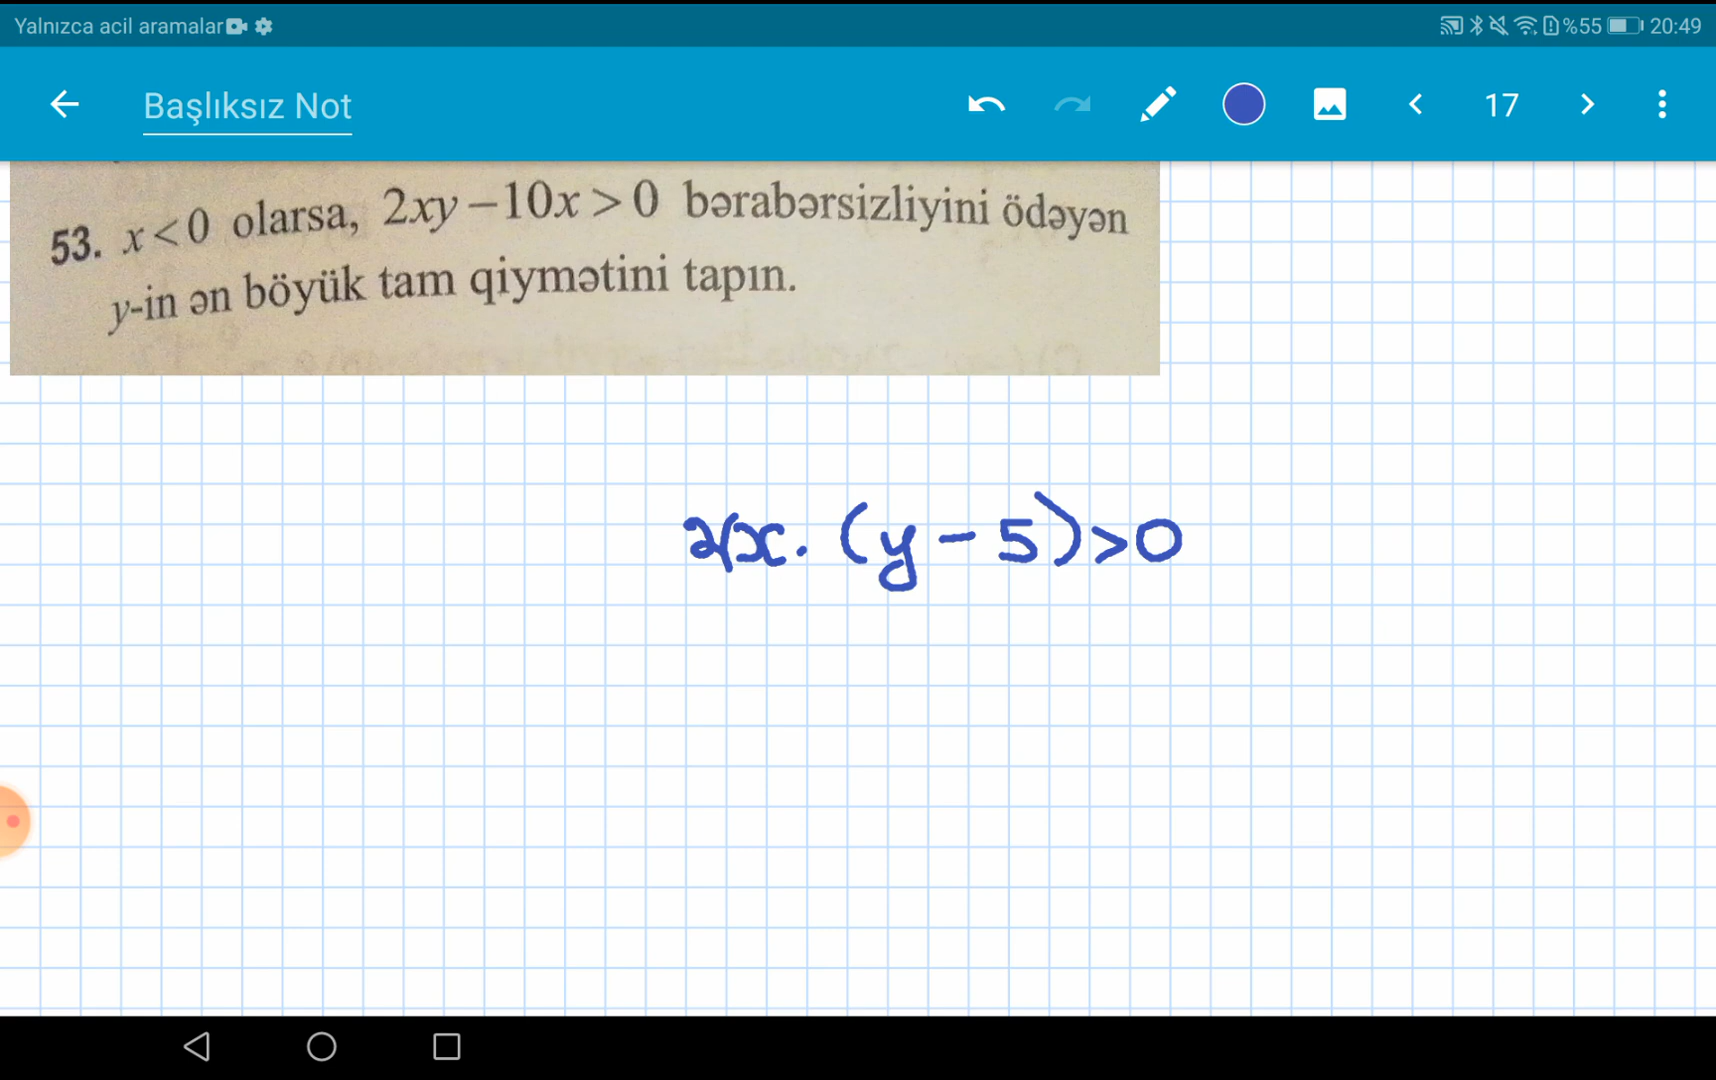 Yalnızca acil aramalar
%55 20:49
Başlıksız Not
17
53. x<0 olarsa, 2xy−10x>0 bərabərsizliyini ödəyən
y-in ən böyük tam qiymətini tapın.
2x·(y−5)>0